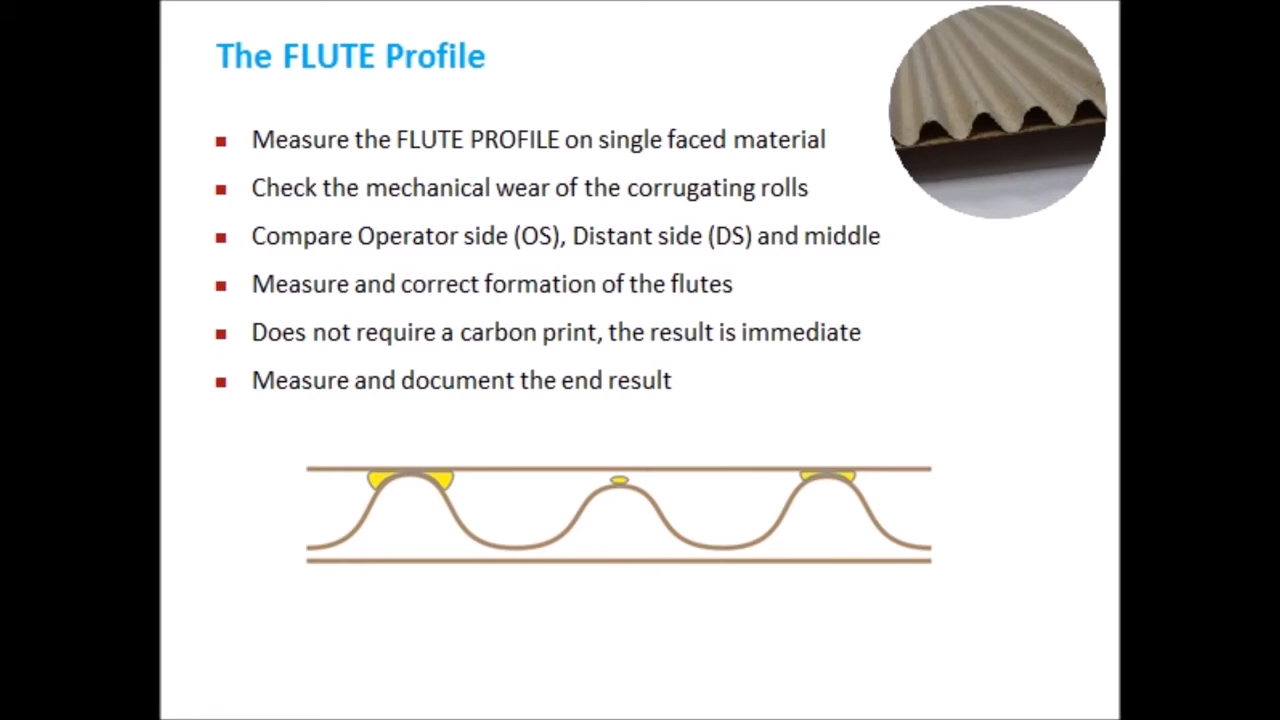 The FLUTE Profile
Measure the FLUTE PROFILE on single faced material
Check the mechanical wear of the corrugating rolls
Compare Operator side (OS), Distant side (DS) and middle
Measure and correct formation of the flutes
Does not require a carbon print, the result is immediate
Measure and document the end result